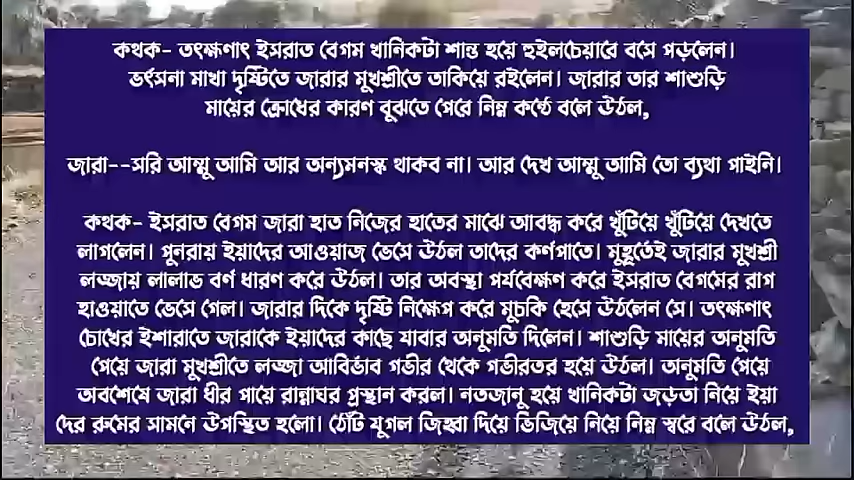 কথক- তৎক্ষণাৎ ইসরাত বেগম খানিকটা শান্ত হয়ে হুইলচেয়ারে বসে পড়লেন।
ভর্ৎসনা মাখা দৃষ্টিতে জারার মুখশ্রীতে তাকিয়ে রইলেন। জারার তার শাশুড়ি
মায়ের ক্রোধের কারণ বুঝতে পেরে নিম্ন কন্ঠে বলে উঠল,
জারা--সরি আম্মু আমি আর অন্যমনস্ক থাকব না। আর দেখ আম্মু আমি তো ব্যথা পাইনি।
কথক- ইসরাত বেগম জারা হাত নিজের হাতের মাঝে আবদ্ধ করে খুঁটিয়ে খুঁটিয়ে দেখতে
লাগলেন। পুনরায় ইয়াদের আওয়াজ ভেসে উঠল তাদের কর্ণপাতে। মুহূর্তেই জারার মুখশ্রী
লজ্জায় লালাভ বর্ণ ধারণ করে উঠল। তার অবস্থা পর্যবেক্ষণ করে ইসরাত বেগমের রাগ
হাওয়াতে ভেসে গেল। জারার দিকে দৃষ্টি নিক্ষেপ করে মুচকি হেসে উঠলেন সে। তৎক্ষণাৎ
চোখের ইশারাতে জারাকে ইয়াদের কাছে যাবার অনুমতি দিলেন। শাশুড়ি মায়ের অনুমতি
পেয়ে জারা মুখশ্রীতে লজ্জা আবির্ভাব গভীর থেকে গভীরতর হয়ে উঠল। অনুমতি পেয়ে
অবশেষে জারা ধীর পায়ে রান্নাঘর প্রস্থান করল। নতজানু হয়ে খানিকটা জড়তা নিয়ে ইয়া
দের রুমের সামনে উপস্থিত হলো। ঠোঁট যুগল জিহ্বা দিয়ে ভিজিয়ে নিয়ে নিম্ন স্বরে বলে উঠল,